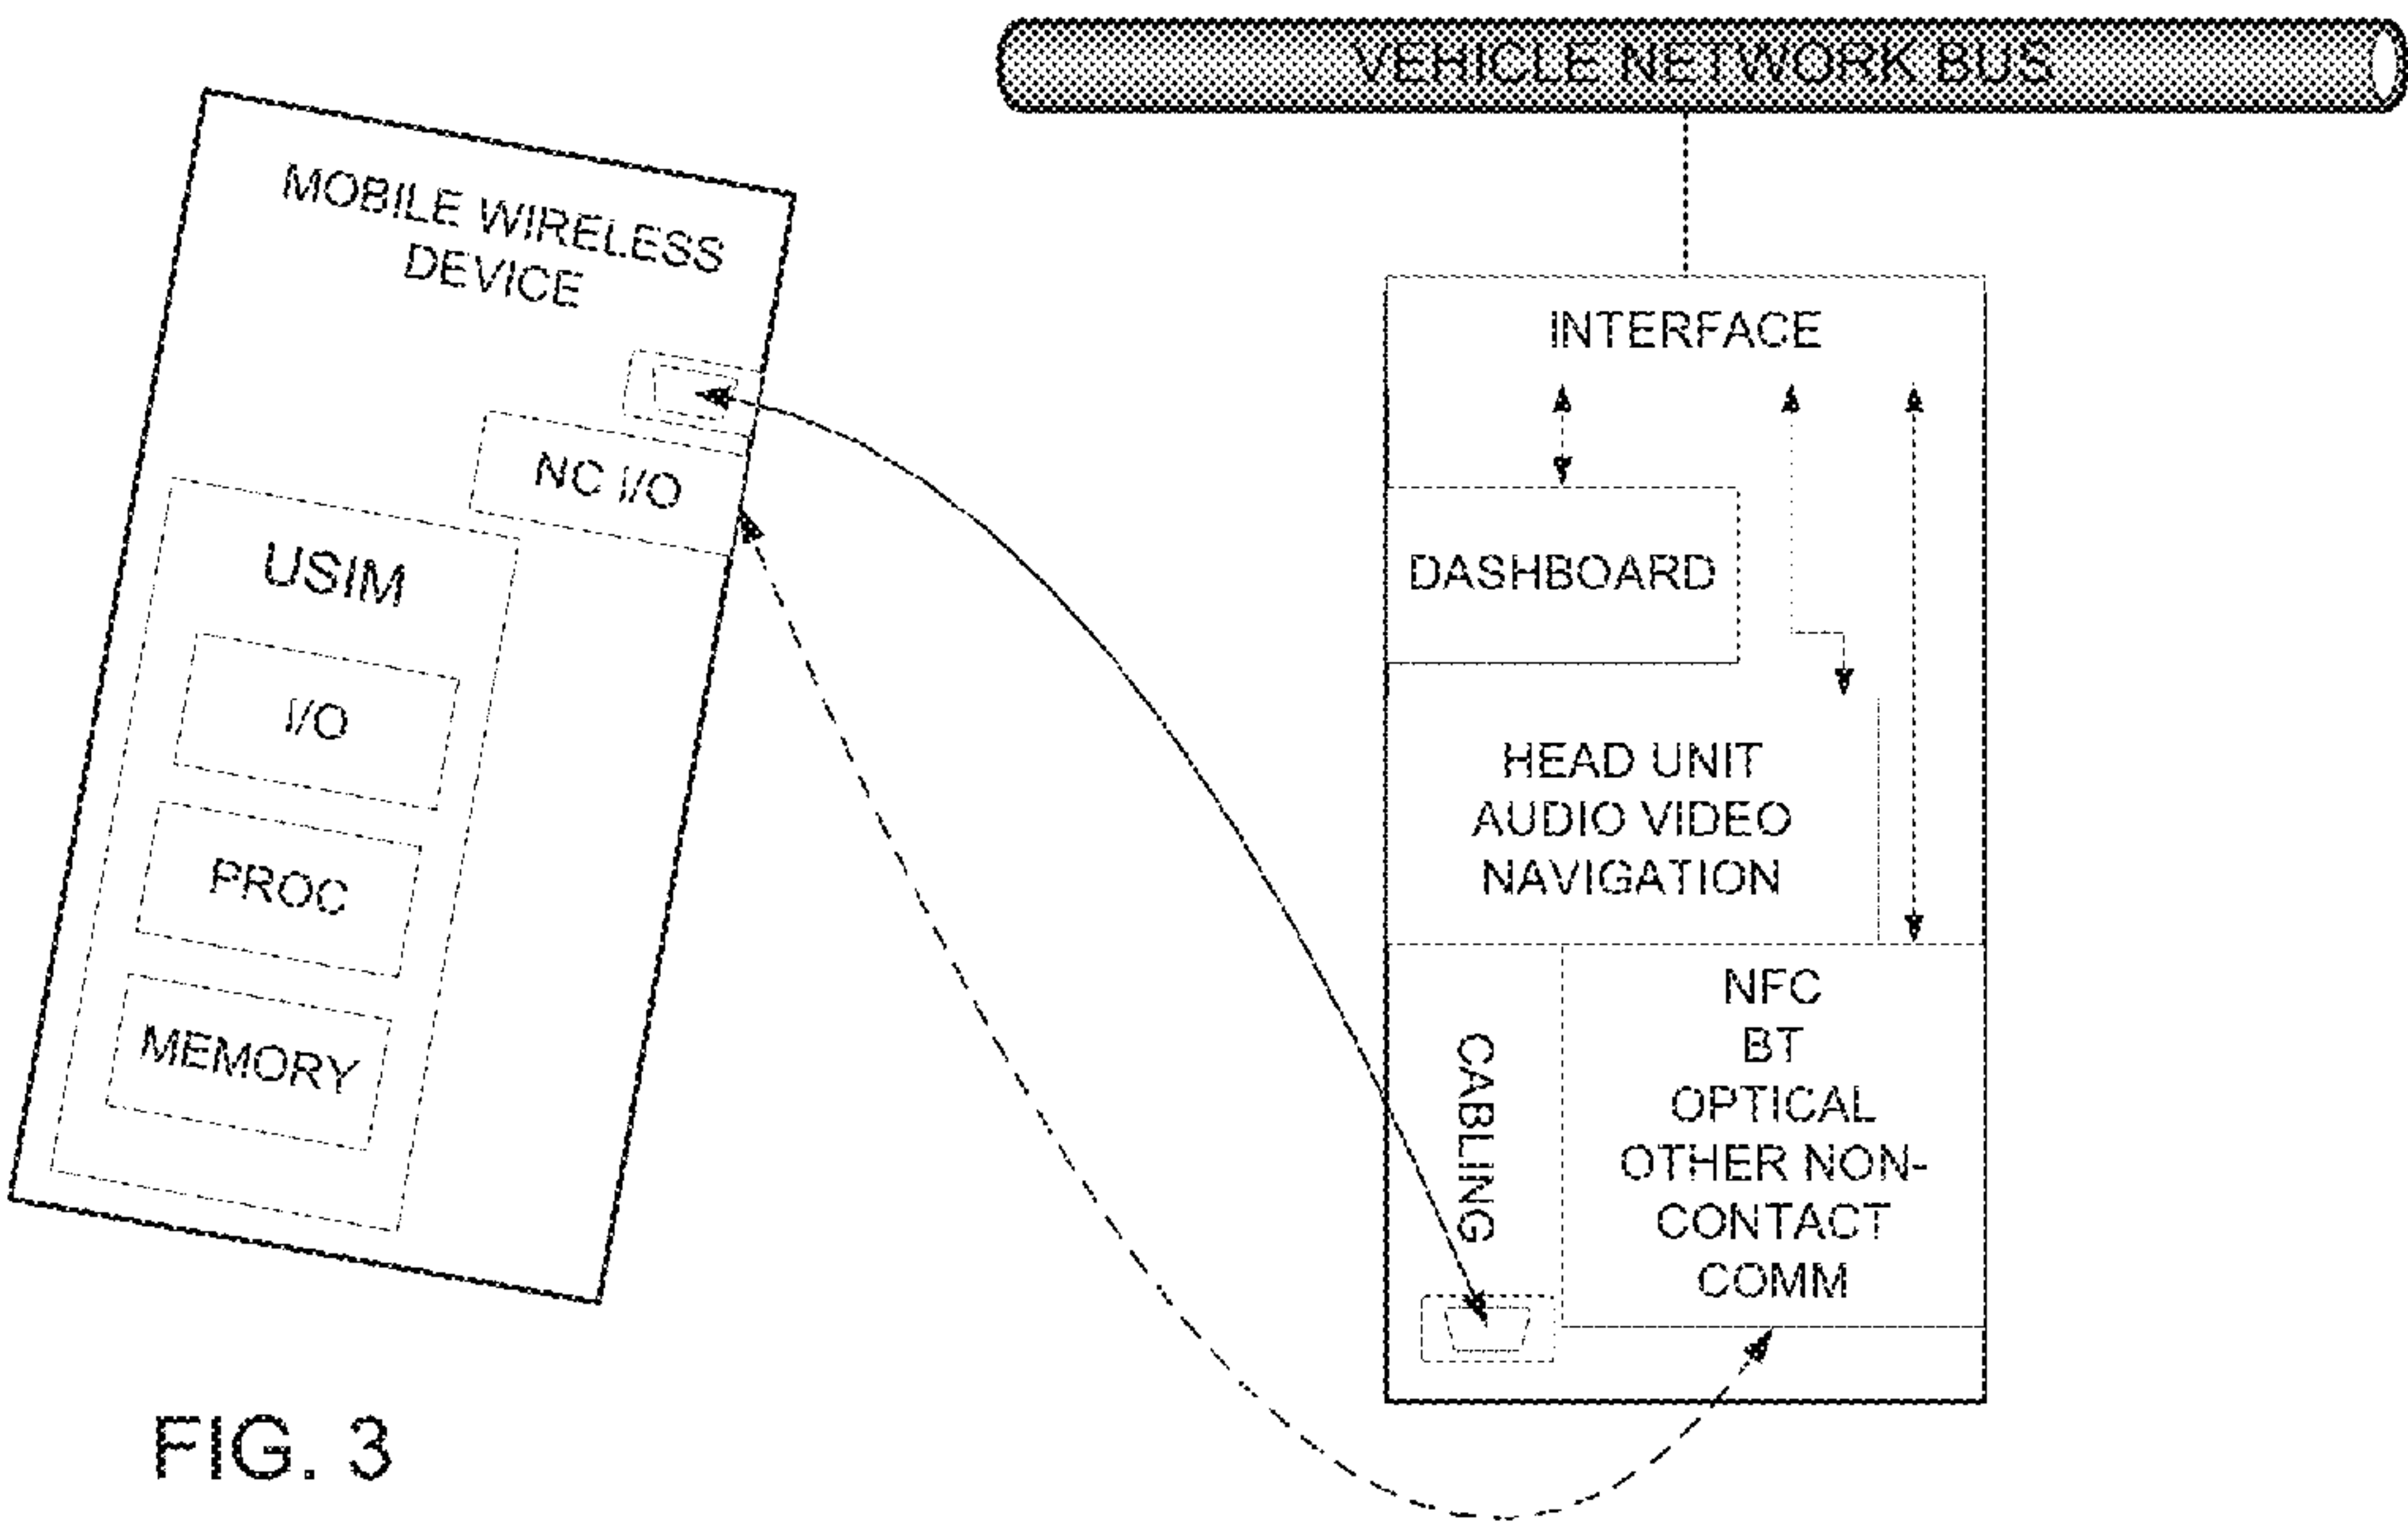 VEHICLE NETWORK BUS
MOBILE WIRELESS
DEVICE
NC I/O
USIM
I/O
PROC
MEMORY
INTERFACE
DASHBOARD
HEAD UNIT
AUDIO VIDEO
NAVIGATION
CABLING
NFC
BT
OPTICAL
OTHER NON-
CONTACT
COMM
FIG. 3